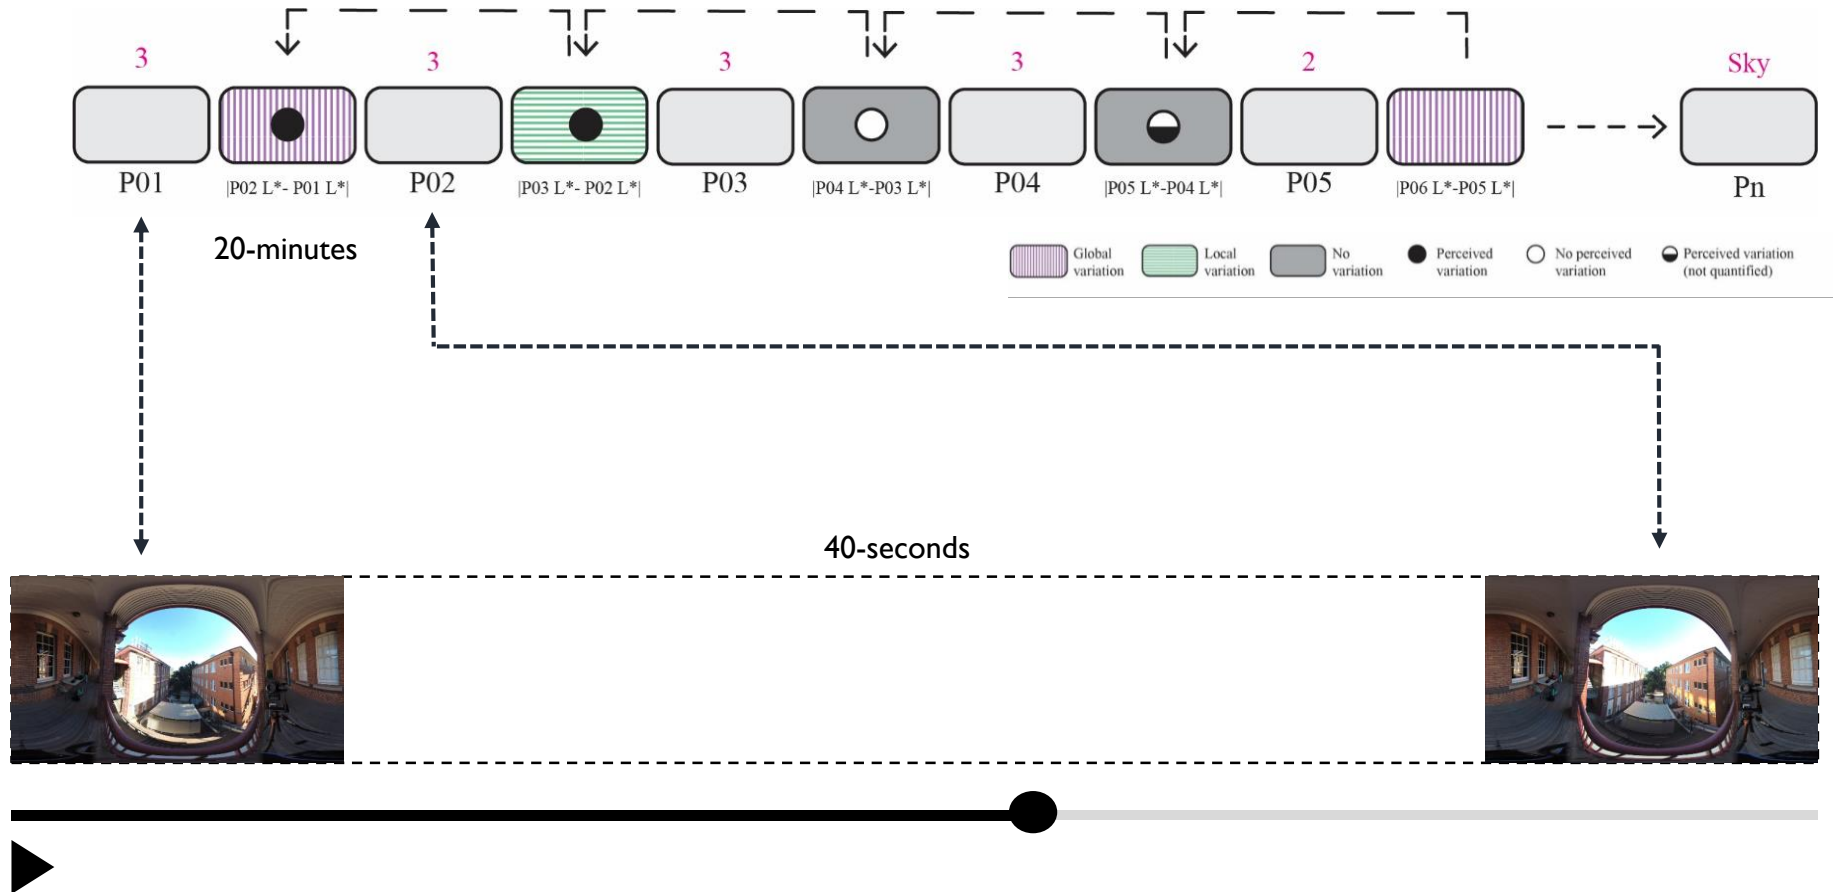 3 3 3 3 2 Sky
P01 |P02 L*- P01 L*| P02 |P03 L*- P02 L*| P03 |P04 L*-P03 L*| P04 |P05 L*-P04 L*| P05 |P06 L*-P05 L*| Pn
20-minutes
Global
variation
Local
variation
No
variation
Perceived
variation
No perceived
variation
Perceived variation
(not quantified)
40-seconds